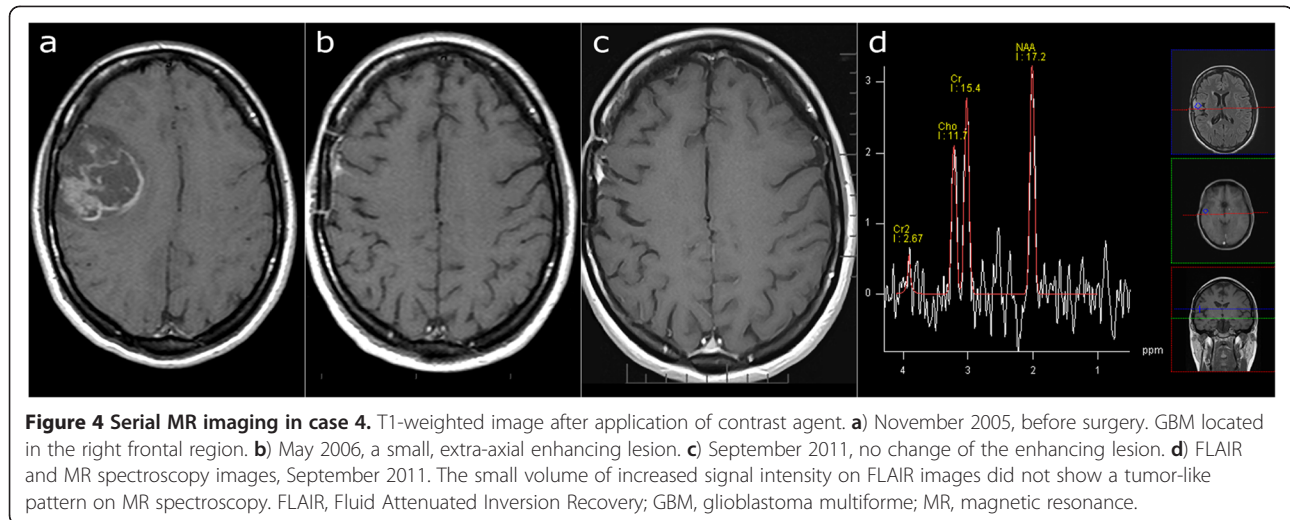 a
b
c
d
NAA
I : 17.2
Cr
I : 15.4
Cho
I : 11.7
Cr2
I : 2.67
3
2
1
0
ppm
4
3
2
1
Figure 4 Serial MR imaging in case 4. T1-weighted image after application of contrast agent. a) November 2005, before surgery. GBM located
in the right frontal region. b) May 2006, a small, extra-axial enhancing lesion. c) September 2011, no change of the enhancing lesion. d) FLAIR
and MR spectroscopy images, September 2011. The small volume of increased signal intensity on FLAIR images did not show a tumor-like
pattern on MR spectroscopy. FLAIR, Fluid Attenuated Inversion Recovery; GBM, glioblastoma multiforme; MR, magnetic resonance.